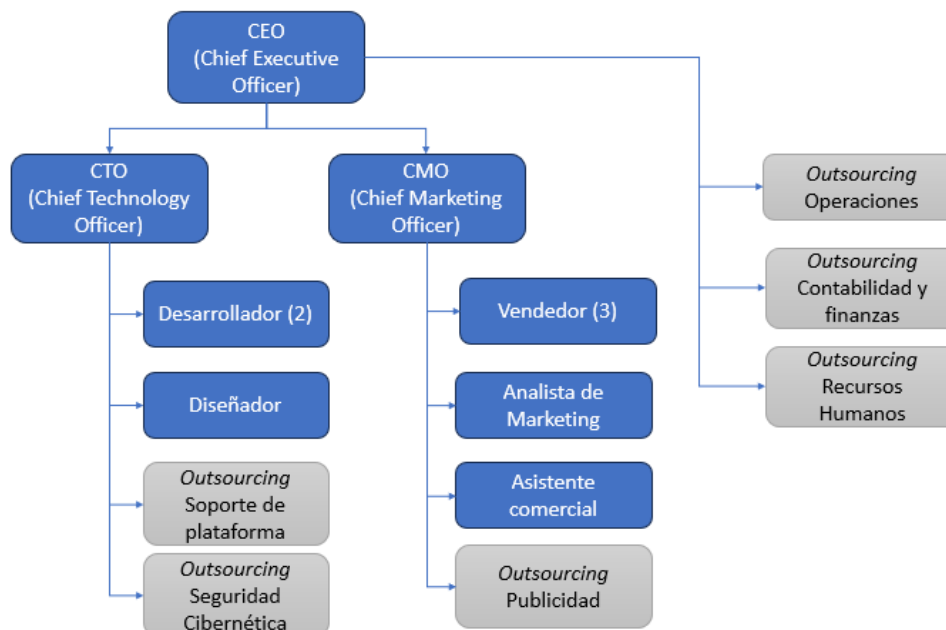 CEO
(Chief Executive
Officer)
CTO
(Chief Technology
Officer)
CMO
(Chief Marketing
Officer)
Desarrollador (2)
Diseñador
Outsourcing
Soporte de
plataforma
Outsourcing
Seguridad
Cibernética
Vendedor (3)
Analista de
Marketing
Asistente
comercial
Outsourcing
Publicidad
Outsourcing
Operaciones
Outsourcing
Contabilidad y
finanzas
Outsourcing
Recursos
Humanos